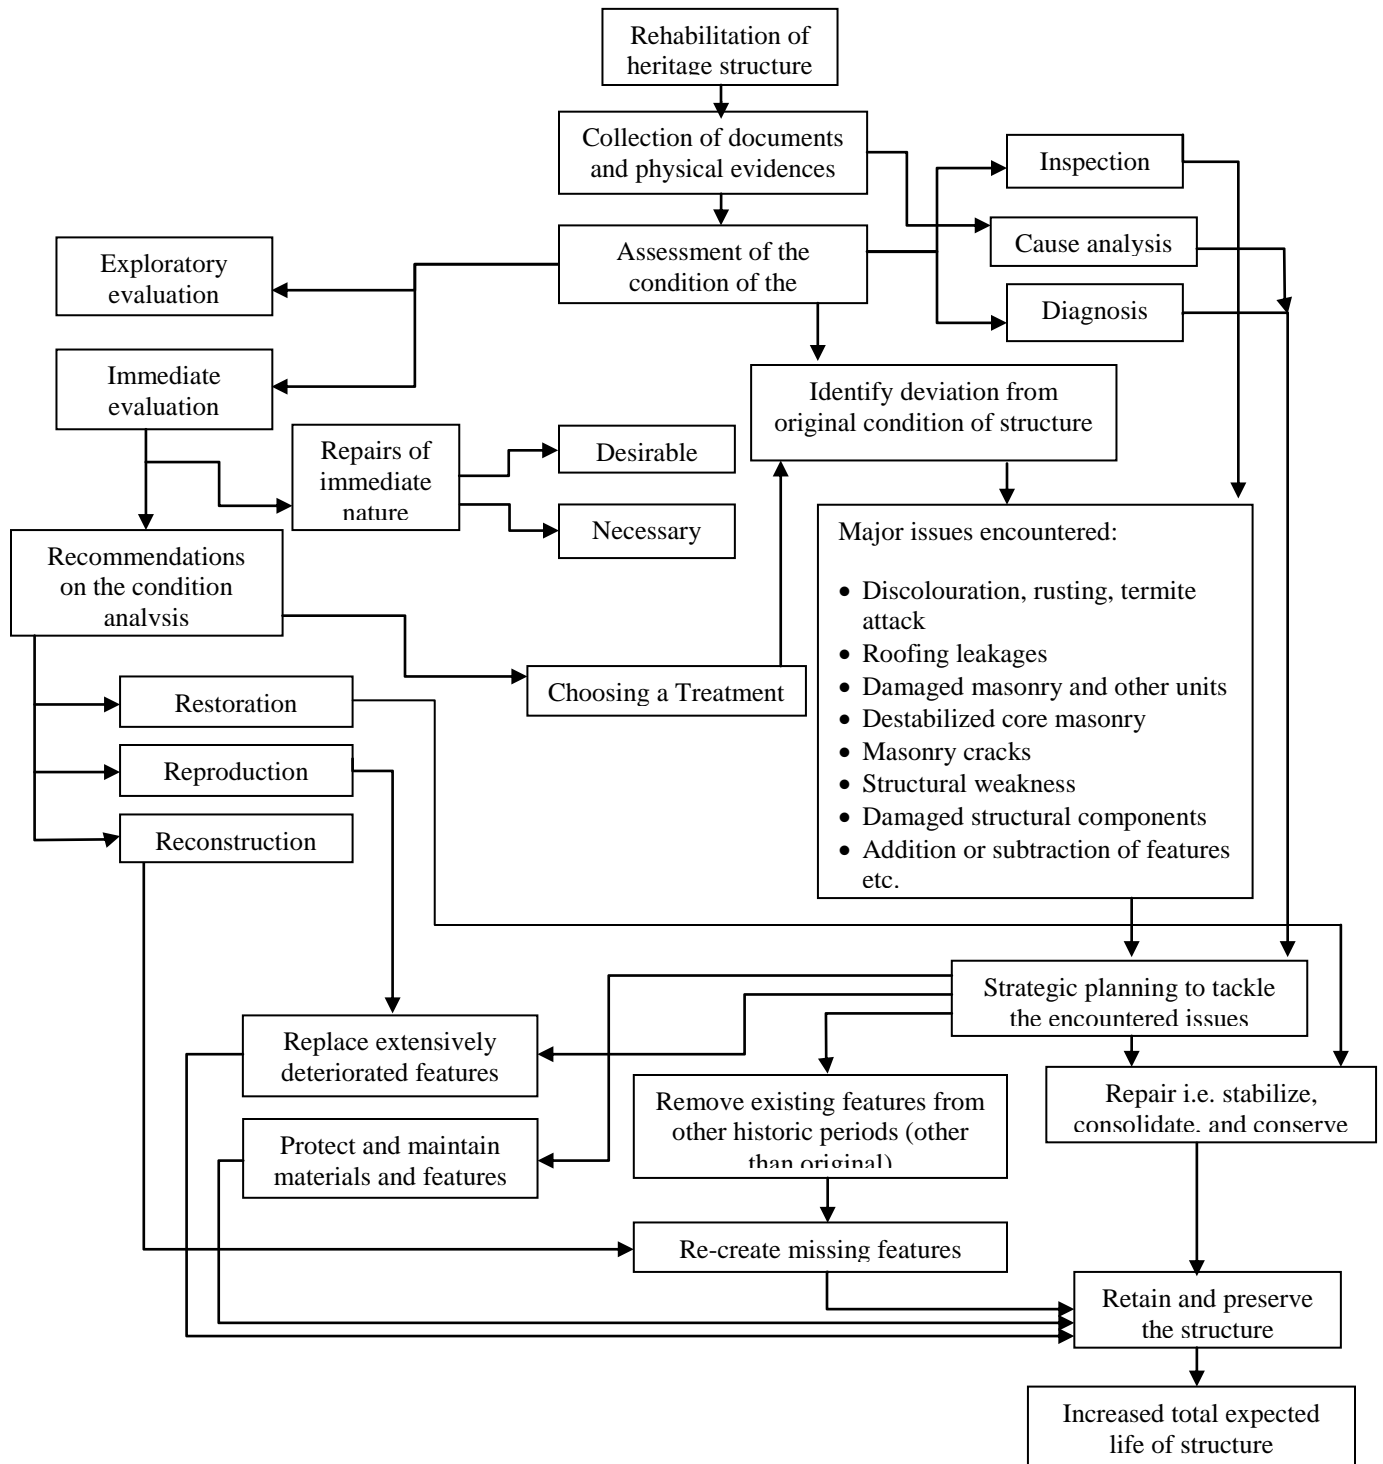 Rehabilitation of
heritage structure
Collection of documents
and physical evidences
Inspection
Cause analysis
Diagnosis
Assessment of the
condition of the
Exploratory
evaluation
Immediate
evaluation
Identify deviation from
original condition of structure
Repairs of
immediate
nature
Desirable
Necessary
Recommendations
on the condition
analysis
Choosing a Treatment
Major issues encountered:
• Discolouration, rusting, termite
attack
• Roofing leakages
• Damaged masonry and other units
• Destabilized core masonry
• Masonry cracks
• Structural weakness
• Damaged structural components
• Addition or subtraction of features
etc.
Restoration
Reproduction
Reconstruction
Strategic planning to tackle
the encountered issues
Replace extensively
deteriorated features
Protect and maintain
materials and features
Remove existing features from
other historic periods (other
than original)
Repair i.e. stabilize,
consolidate, and conserve
Re-create missing features
Retain and preserve
the structure
Increased total expected
life of structure